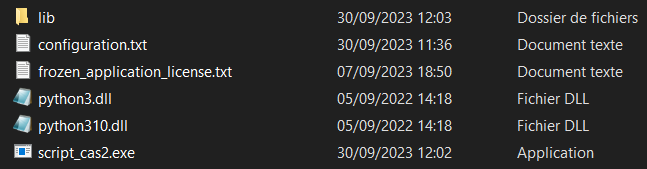 lib 30/09/2023 12:03 Dossier de fichiers
configuration.txt 30/09/2023 11:36 Document texte
frozen_application_license.txt 07/09/2023 18:50 Document texte
python3.dll 05/09/2022 14:18 Fichier DLL
python310.dll 05/09/2022 14:18 Fichier DLL
script_cas2.exe 30/09/2023 12:02 Application